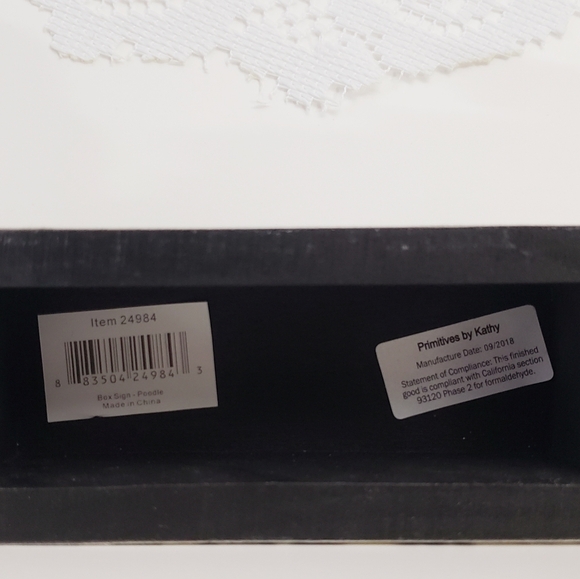 Item 24984
8 83504 24984 3
Box Sign - Poodle
Made in China
Primitives by Kathy
Manufacture Date: 09/2018
Statement of Compliance: This finished
good is compliant with California section
93120 Phase 2 for formaldehyde.